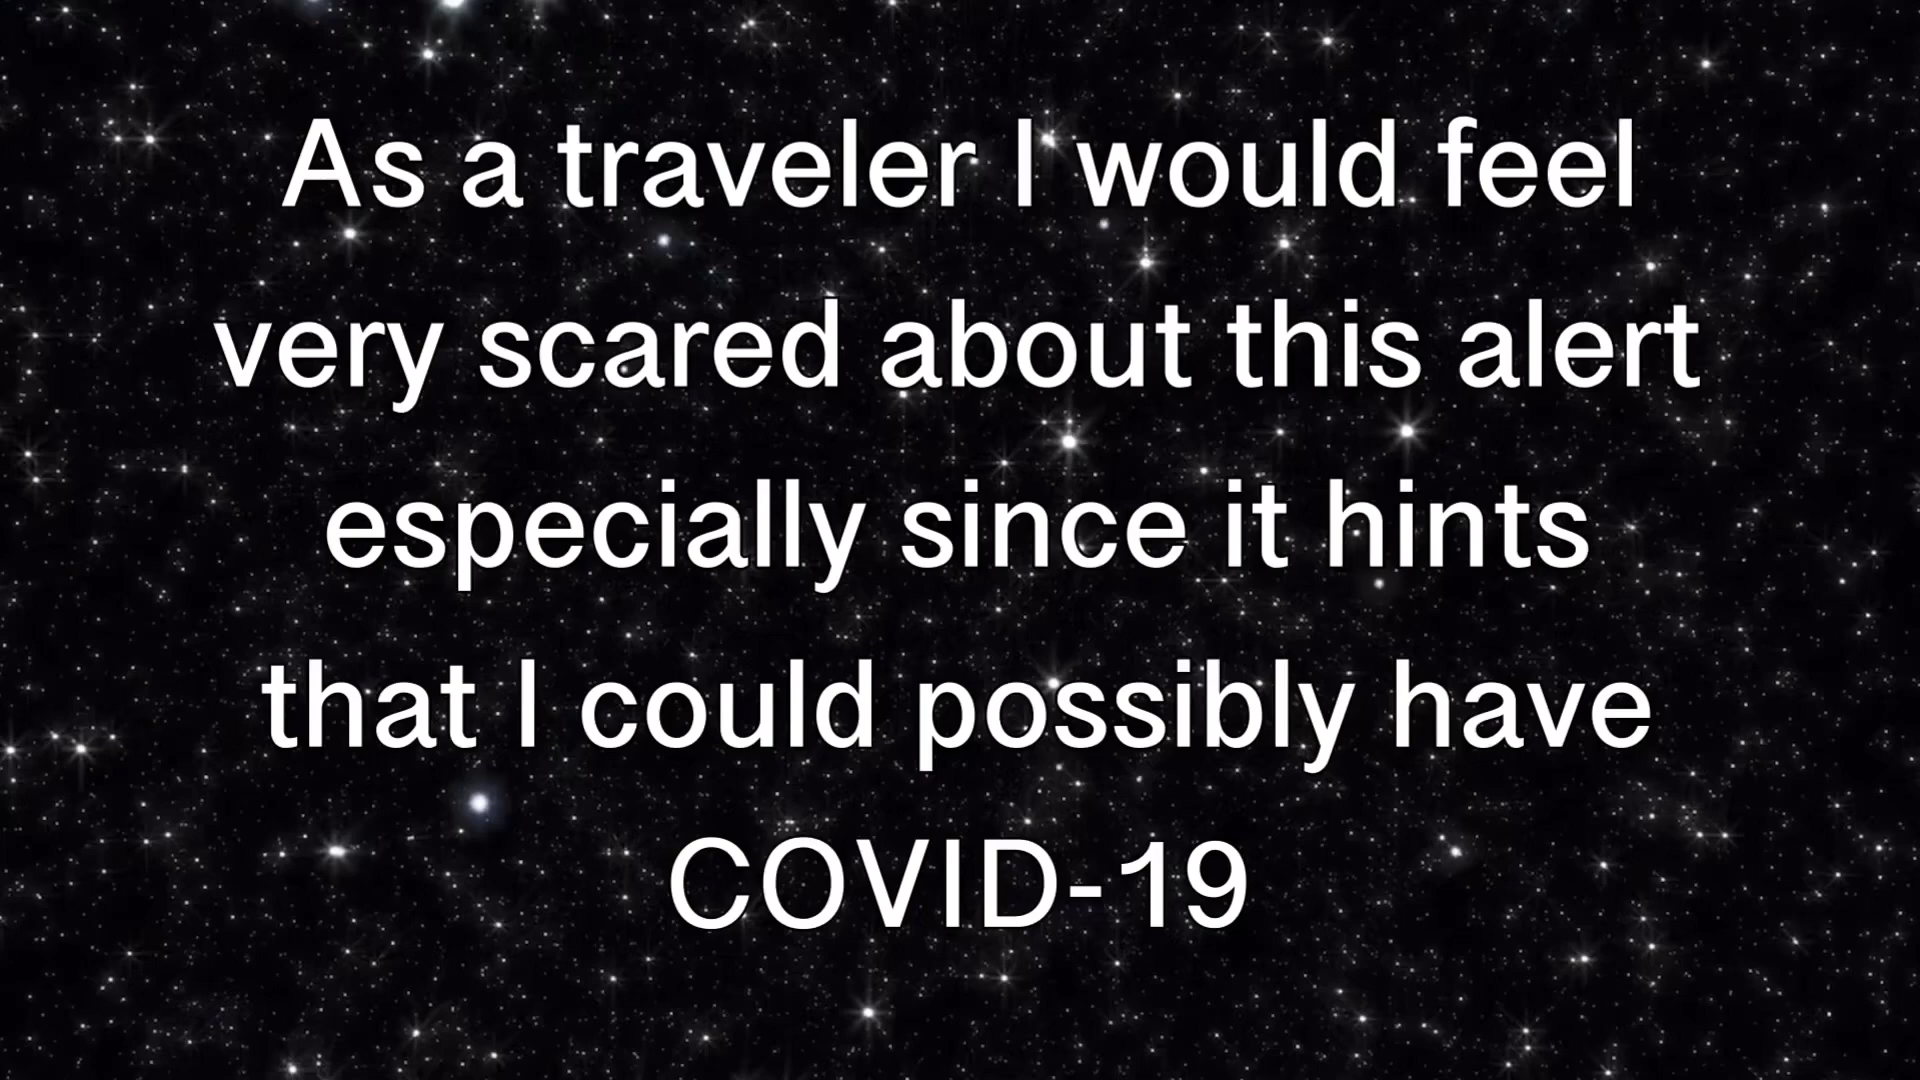 As a traveler I would feel
very scared about this alert
especially since it hints
that I could possibly have
COVID-19